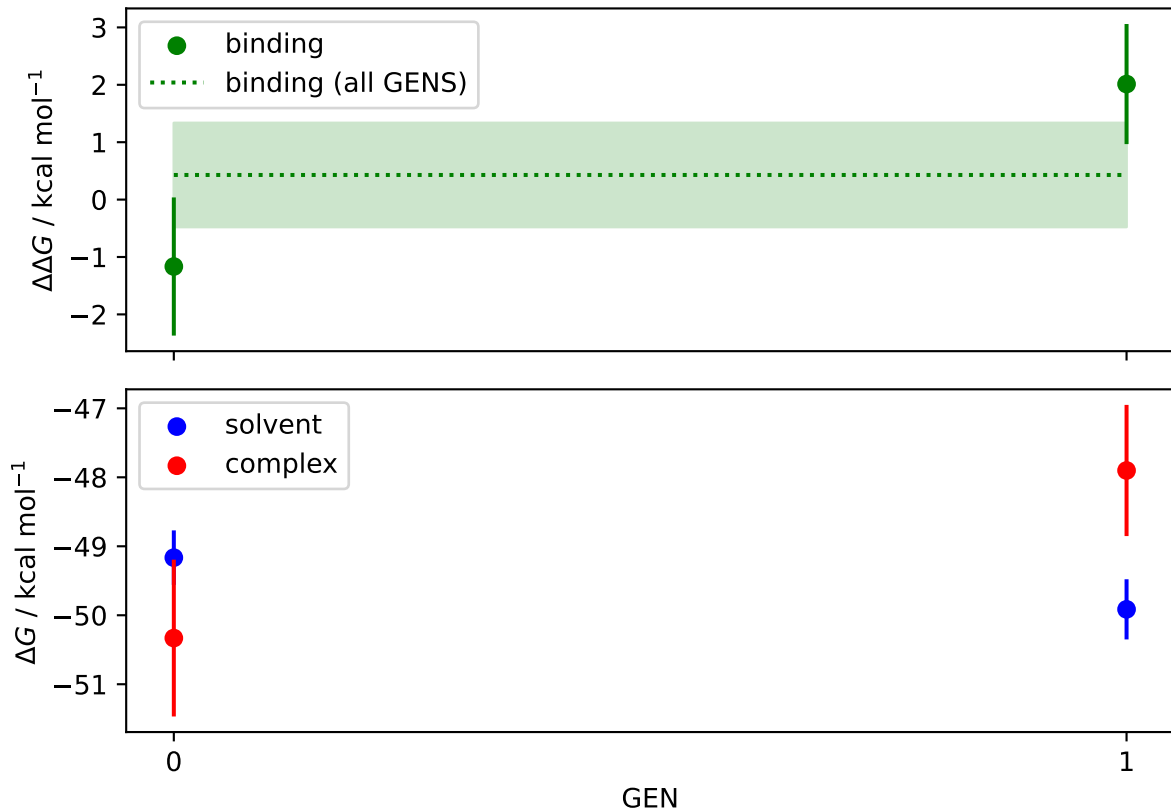 3
2
1
0
−1
−2
ΔΔG / kcal mol⁻¹
binding
binding (all GENS)
−47
−48
−49
−50
−51
ΔG / kcal mol⁻¹
solvent
complex
0
1
GEN